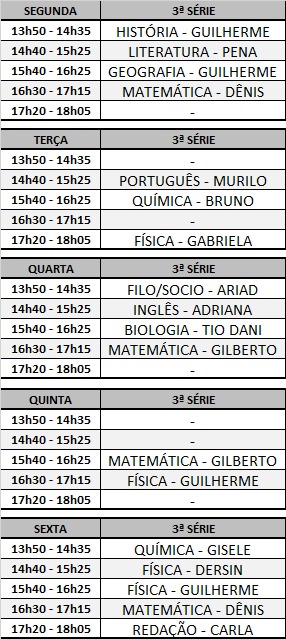 SEGUNDA 3ª SÉRIE
13h50 - 14h35 HISTÓRIA - GUILHERME
14h40 - 15h25 LITERATURA - PENA
15h40 - 16h25 GEOGRAFIA - GUILHERME
16h30 - 17h15 MATEMÁTICA - DÊNIS
17h20 - 18h05 -
TERÇA 3ª SÉRIE
13h50 - 14h35 -
14h40 - 15h25 PORTUGUÊS - MURILO
15h40 - 16h25 QUÍMICA - BRUNO
16h30 - 17h15 -
17h20 - 18h05 FÍSICA - GABRIELA
QUARTA 3ª SÉRIE
13h50 - 14h35 FILO/SOCIO - ARIAD
14h40 - 15h25 INGLÊS - ADRIANA
15h40 - 16h25 BIOLOGIA - TIO DANI
16h30 - 17h15 MATEMÁTICA - GILBERTO
17h20 - 18h05 -
QUINTA 3ª SÉRIE
13h50 - 14h35 -
14h40 - 15h25 -
15h40 - 16h25 MATEMÁTICA - GILBERTO
16h30 - 17h15 FÍSICA - GUILHERME
17h20 - 18h05 -
SEXTA 3ª SÉRIE
13h50 - 14h35 QUÍMICA - GISELE
14h40 - 15h25 FÍSICA - DERSIN
15h40 - 16h25 FÍSICA - GUILHERME
16h30 - 17h15 MATEMÁTICA - DÊNIS
17h20 - 18h05 REDAÇÃO - CARLA